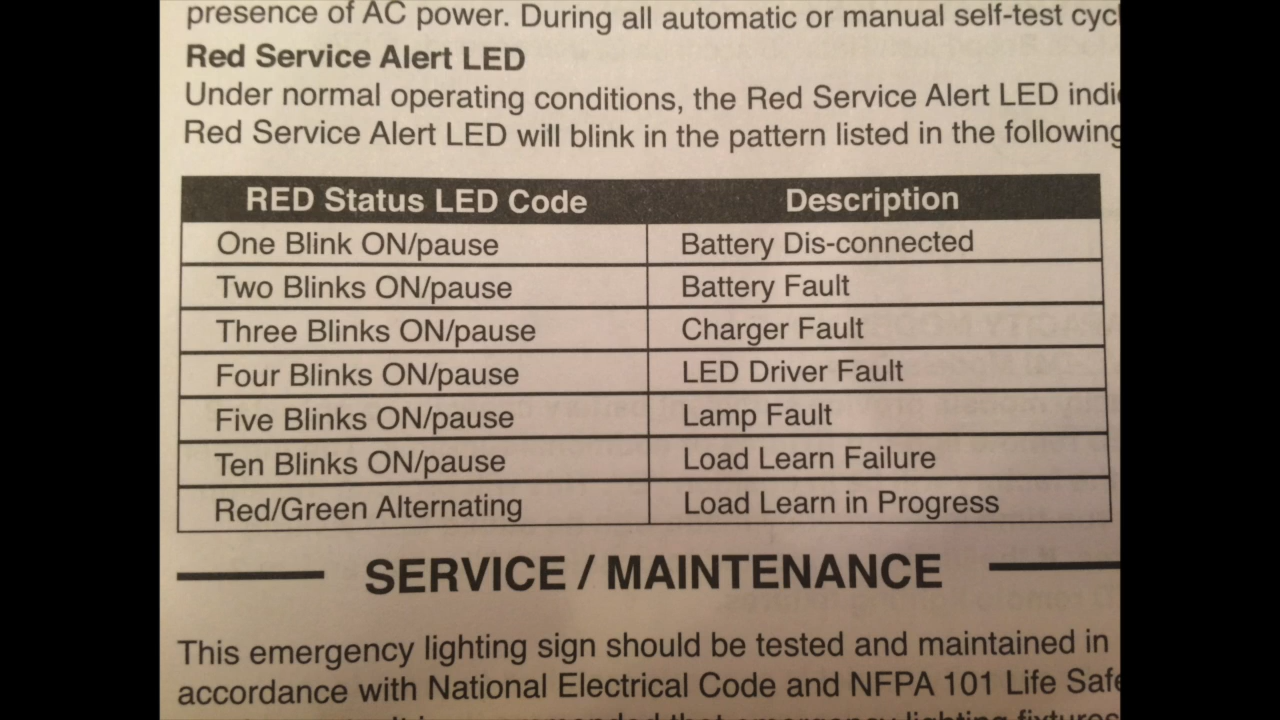 presence of AC power. During all automatic or manual self-test
Red Service Alert LED
Under normal operating conditions, the Red Service Alert LED
Red Service Alert LED will blink in the pattern listed in the following
RED Status LED Code Description
One Blink ON/pause Battery Dis-connected
Two Blinks ON/pause Battery Fault
Three Blinks ON/pause Charger Fault
Four Blinks ON/pause LED Driver Fault
Five Blinks ON/pause Lamp Fault
Ten Blinks ON/pause Load Learn Failure
Red/Green Alternating Load Learn in Progress
SERVICE / MAINTENANCE
This emergency lighting sign should be tested and maintained in
accordance with National Electrical Code and NFPA 101 Life